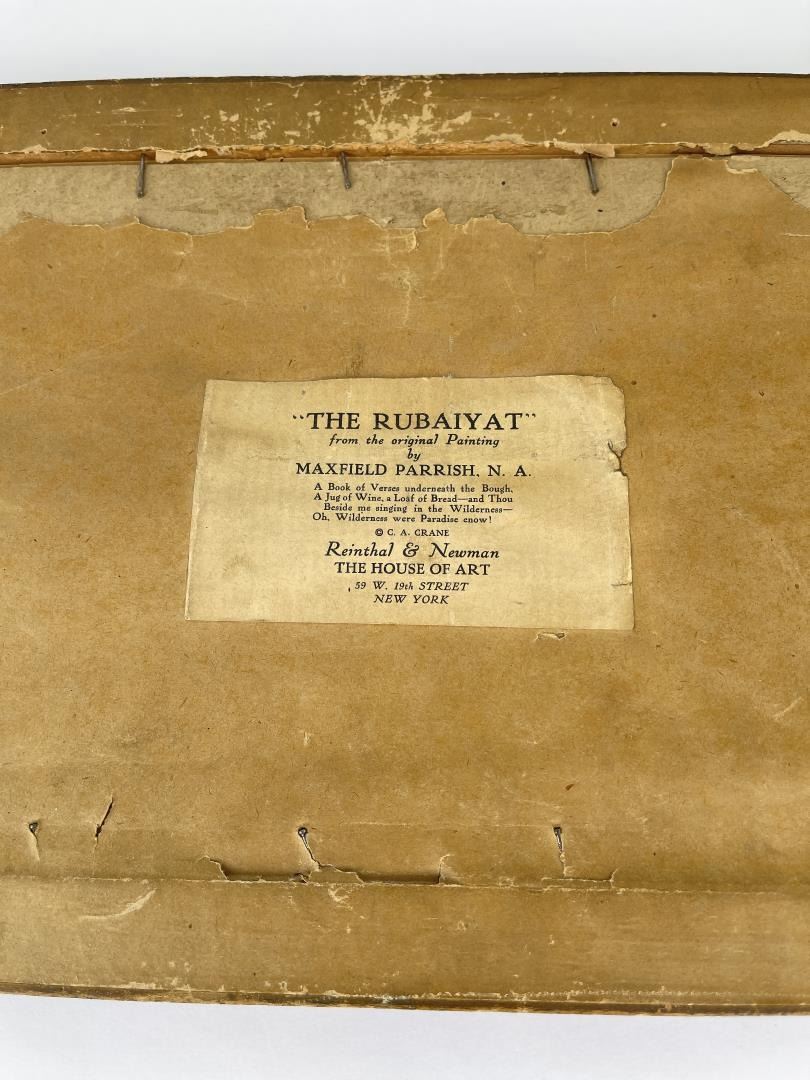 "THE RUBAIYAT"
from the original Painting
by
MAXFIELD PARRISH, N. A.
A Book of Verses underneath the Bough,
A Jug of Wine, a Loaf of Bread—and Thou
Beside me singing in the Wilderness—
Oh, Wilderness were Paradise enow!
© C. A. CRANE
Reinthal & Newman
THE HOUSE OF ART
59 W. 19th STREET
NEW YORK